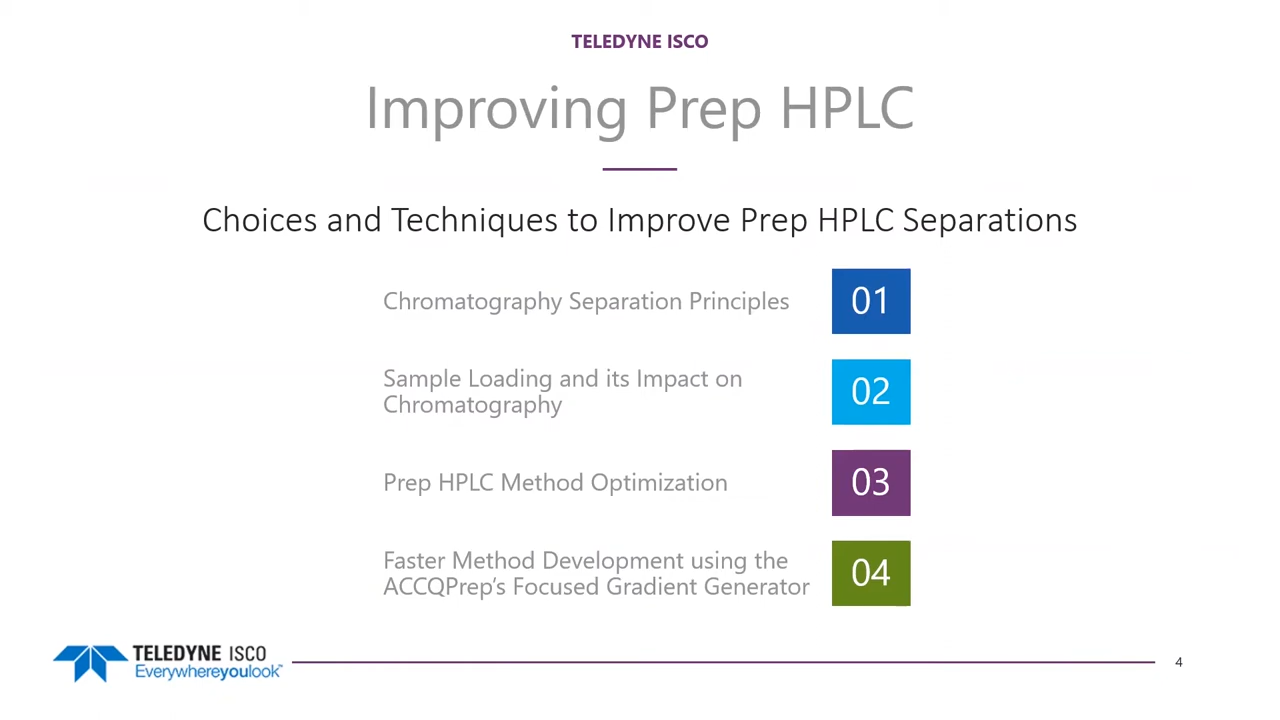 TELEDYNE ISCO
Improving Prep HPLC
Choices and Techniques to Improve Prep HPLC Separations
Chromatography Separation Principles
01
Sample Loading and its Impact on
Chromatography
02
Prep HPLC Method Optimization
03
Faster Method Development using the
ACCQPrep's Focused Gradient Generator
04
TELEDYNE ISCO
Everywhereyoulook™
4